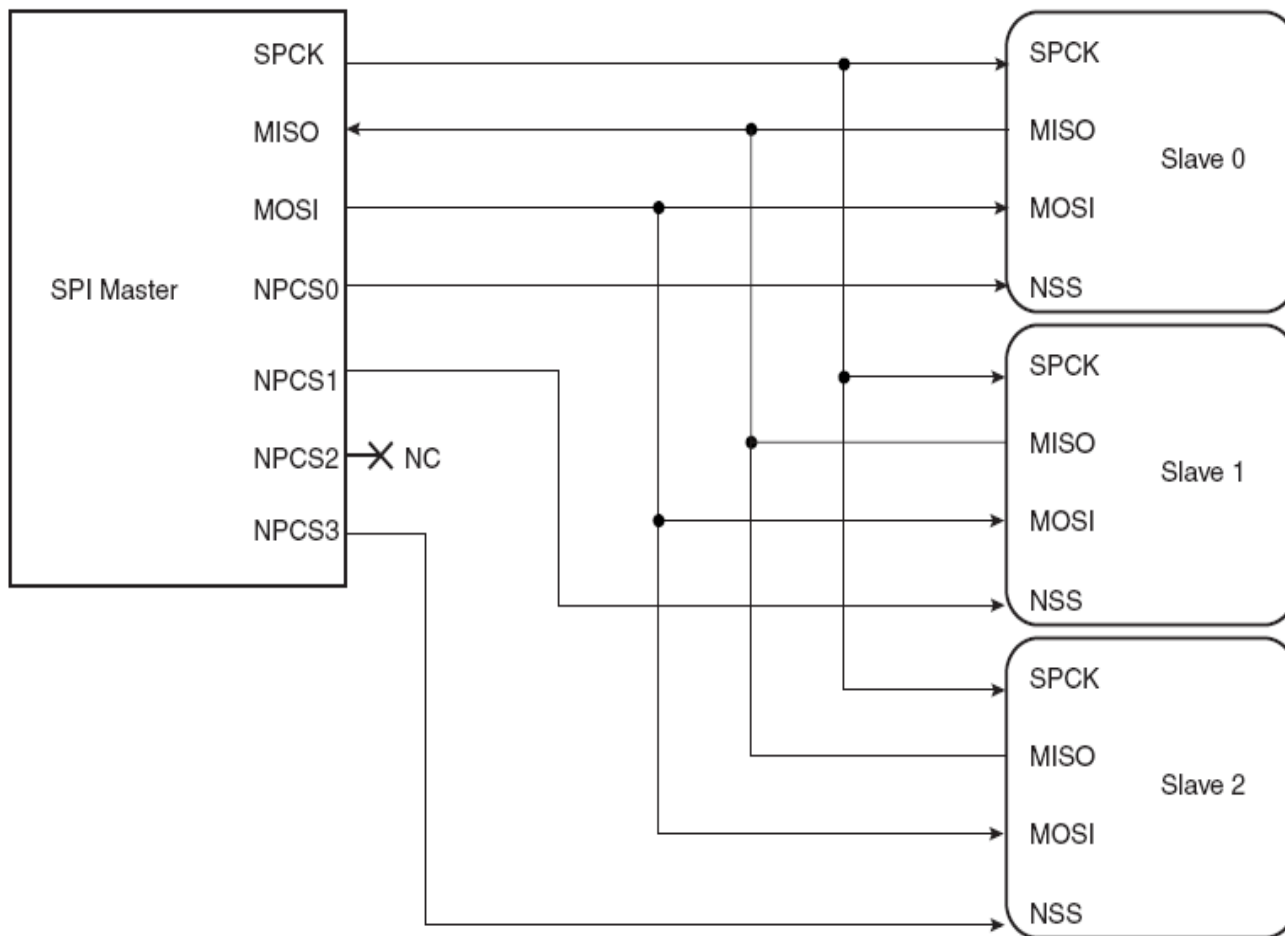 SPCK
MISO
MOSI
SPI Master
NPCS0
NPCS1
NPCS2
NC
NPCS3
SPCK
MISO
Slave 0
MOSI
NSS
SPCK
MISO
Slave 1
MOSI
NSS
SPCK
MISO
Slave 2
MOSI
NSS